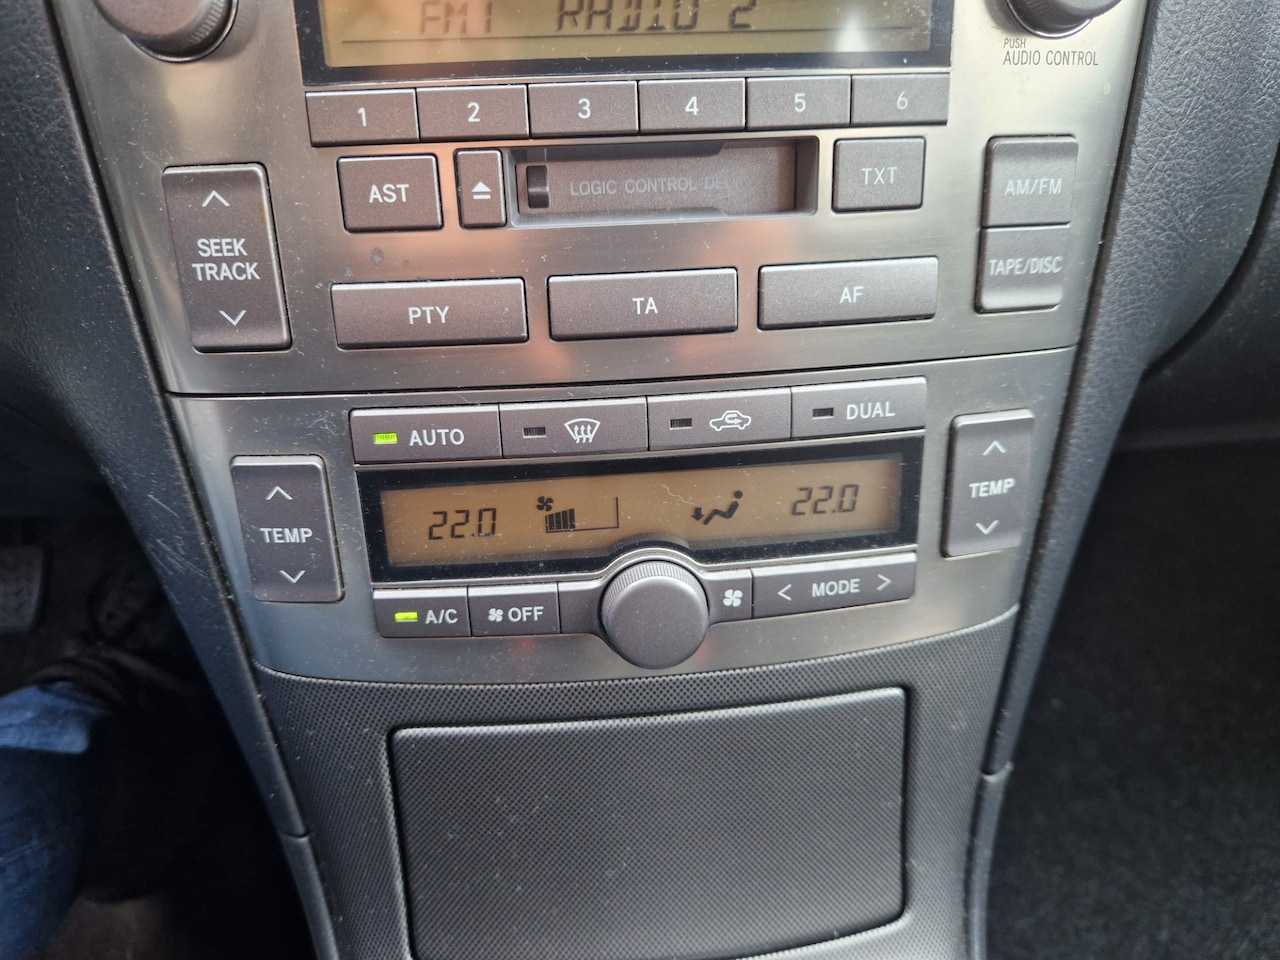 FM1 RADIO 2
PUSH
AUDIO CONTROL
1 2 3 4 5 6
AST LOGIC CONTROL TXT AM/FM
SEEK
TRACK
TAPE/DISC
PTY TA AF
AUTO DUAL
TEMP 22.0 22.0 TEMP
A/C OFF < MODE >